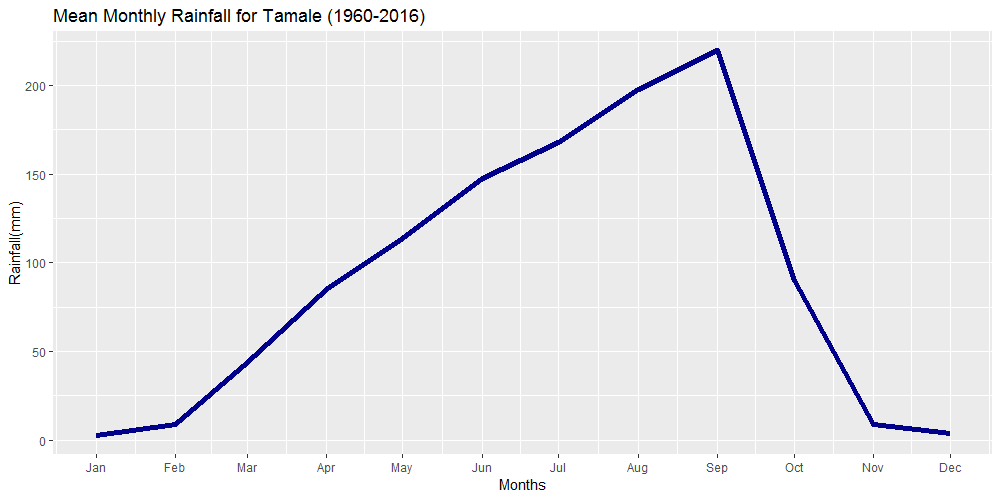 Mean Monthly Rainfall for Tamale (1960-2016)
Rainfall(mm)
200
150
100
50
0
Jan Feb Mar Apr May Jun Jul Aug Sep Oct Nov Dec
Months